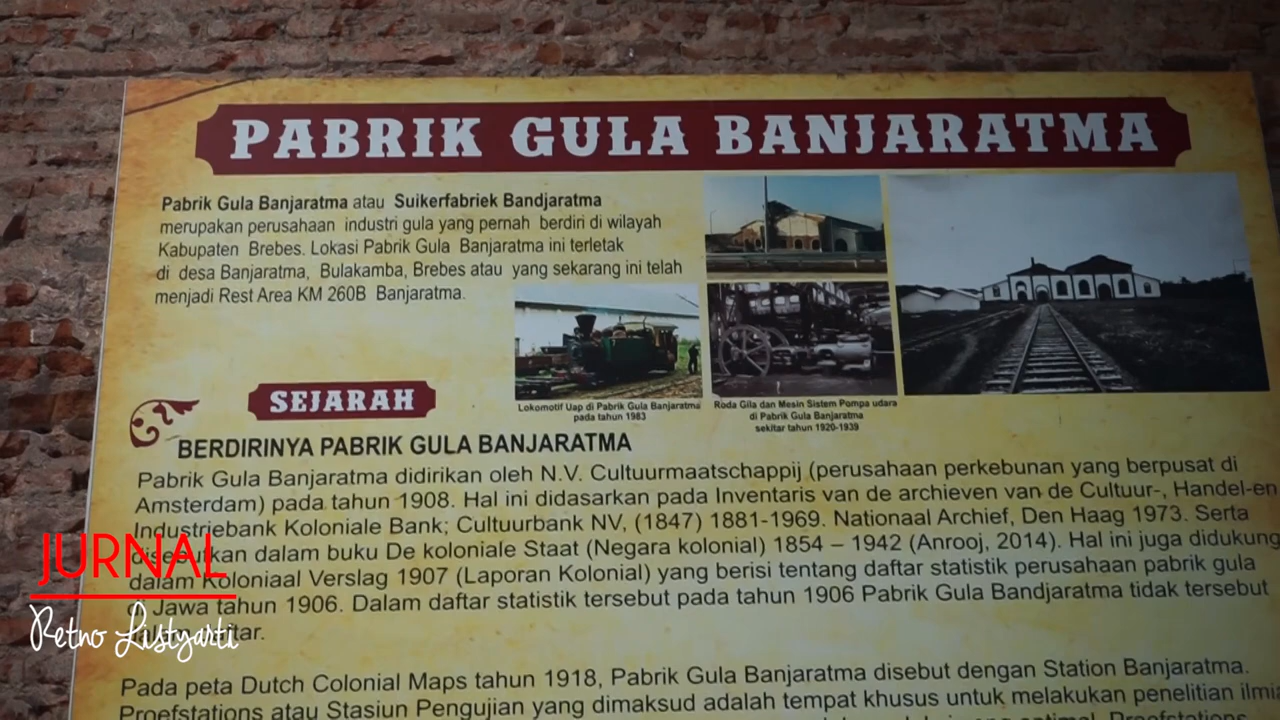 PABRIK GULA BANJARATMA
Pabrik Gula Banjaratma atau Suikerfabriek Bandjaratma
merupakan perusahaan industri gula yang pernah berdiri di wilayah
Kabupaten Brebes. Lokasi Pabrik Gula Banjaratma ini terletak
di desa Banjaratma, Bulakamba, Brebes atau yang sekarang ini telah
menjadi Rest Area KM 260B Banjaratma.
Lokomotif Uap di Pabrik Gula Banjaratma
pada tahun 1983
Roda Gila dan Mesin Sistem Pompa udara
di Pabrik Gula Banjaratma
sekitar tahun 1920-1939
SEJARAH
BERDIRINYA PABRIK GULA BANJARATMA
Pabrik Gula Banjaratma didirikan oleh N.V. Cultuurmaatschappij (perusahaan perkebunan yang berpusat di
Amsterdam) pada tahun 1908. Hal ini didasarkan pada Inventaris van de archieven van de Cultuur-, Handel-en
Industriebank Koloniale Bank; Cultuurbank NV, (1847) 1881-1969. Nationaal Archief, Den Haag 1973. Serta
dalam buku De koloniale Staat (Negara kolonial) 1854 – 1942 (Anrooj, 2014). Hal ini juga didukung
dalam Koloniaal Verslag 1907 (Laporan Kolonial) yang berisi tentang daftar statistik perusahaan pabrik gula
di Jawa tahun 1906. Dalam daftar statistik tersebut pada tahun 1906 Pabrik Gula Bandjaratma tidak tersebut
Pada peta Dutch Colonial Maps tahun 1918, Pabrik Gula Banjaratma disebut dengan Station Banjaratma.
Proefstations atau Stasiun Pengujian yang dimaksud adalah tempat khusus untuk melakukan penelitian
JURNAL
Retno Listyarti